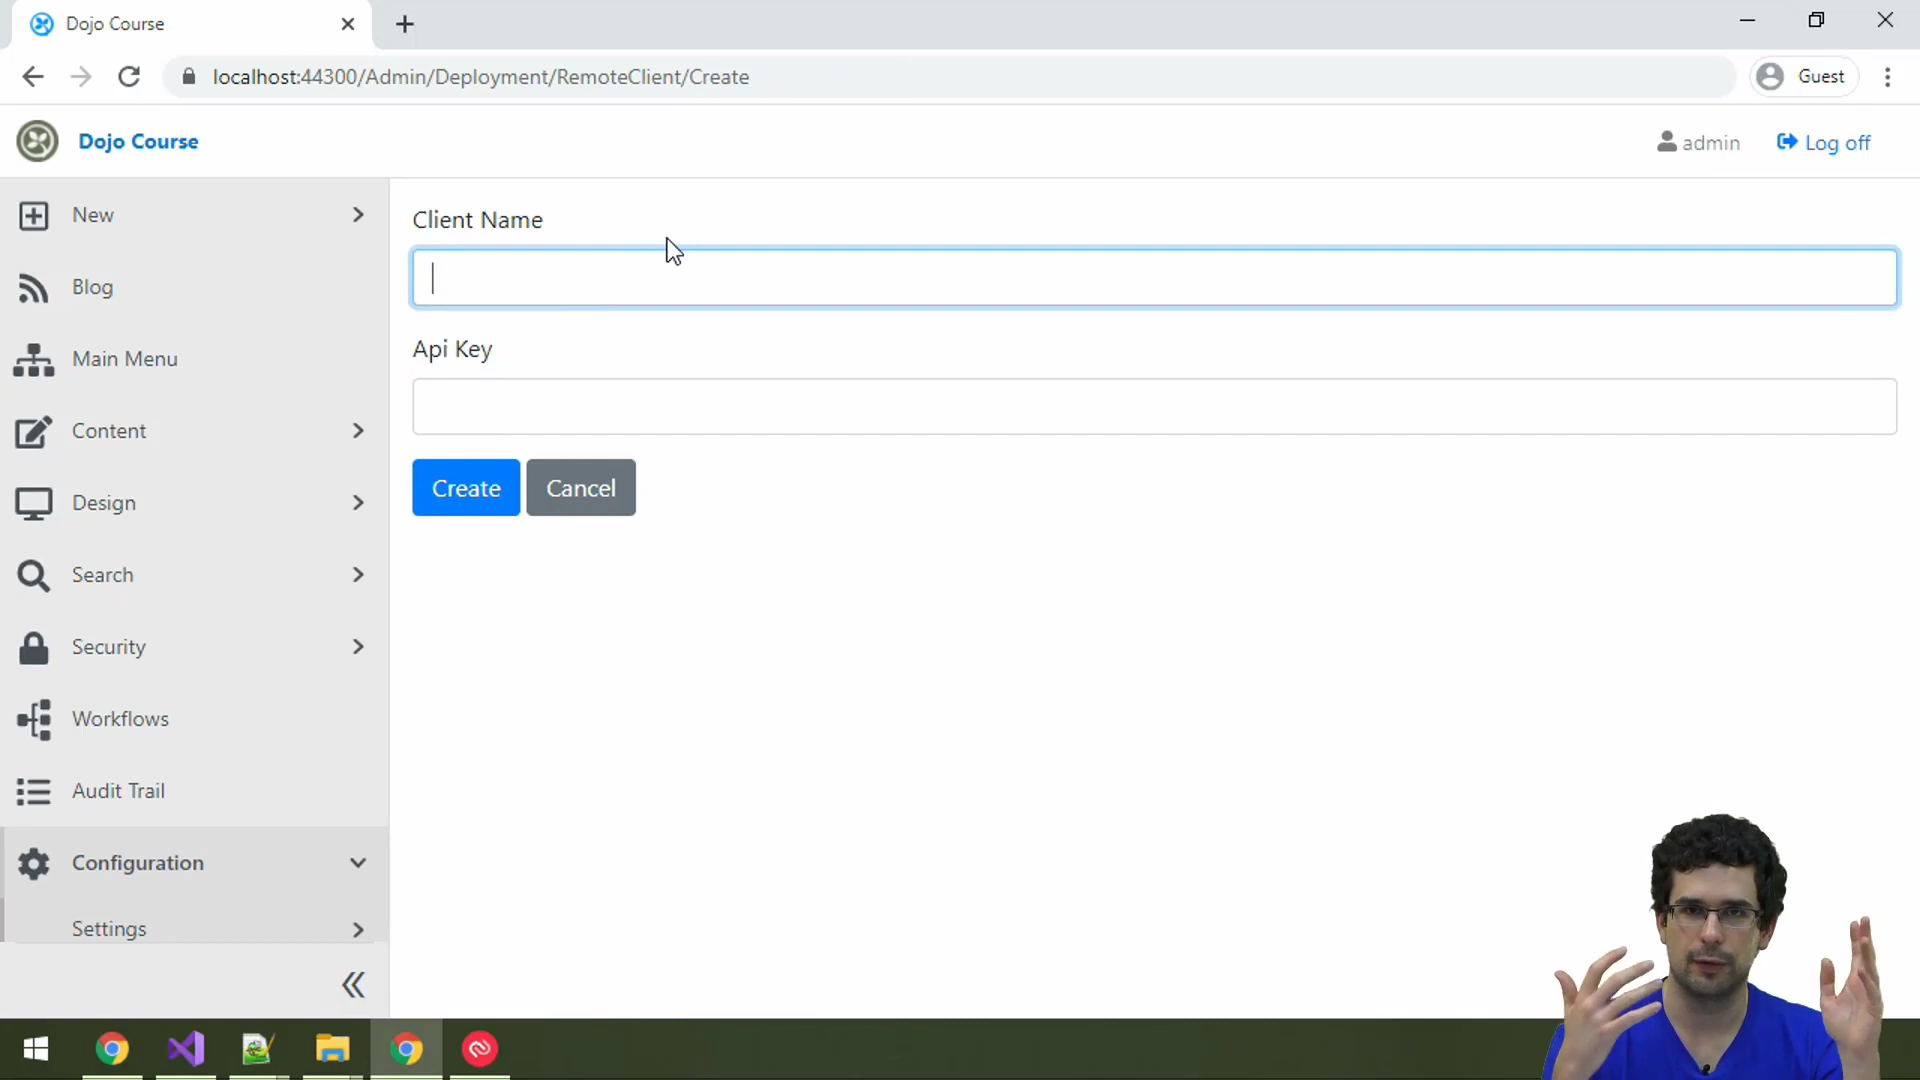 Dojo Course
localhost:44300/Admin/Deployment/RemoteClient/Create
Guest
Dojo Course
admin
Log off
New
Blog
Main Menu
Content
Design
Search
Security
Workflows
Audit Trail
Configuration
Settings
Client Name
Api Key
Create
Cancel